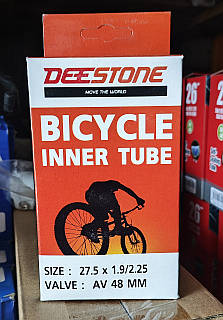 DEESTONE
MOVE THE WORLD
BICYCLE
INNER TUBE
SIZE : 27.5 x 1.9/2.25
VALVE : AV 48 MM
26"
26"